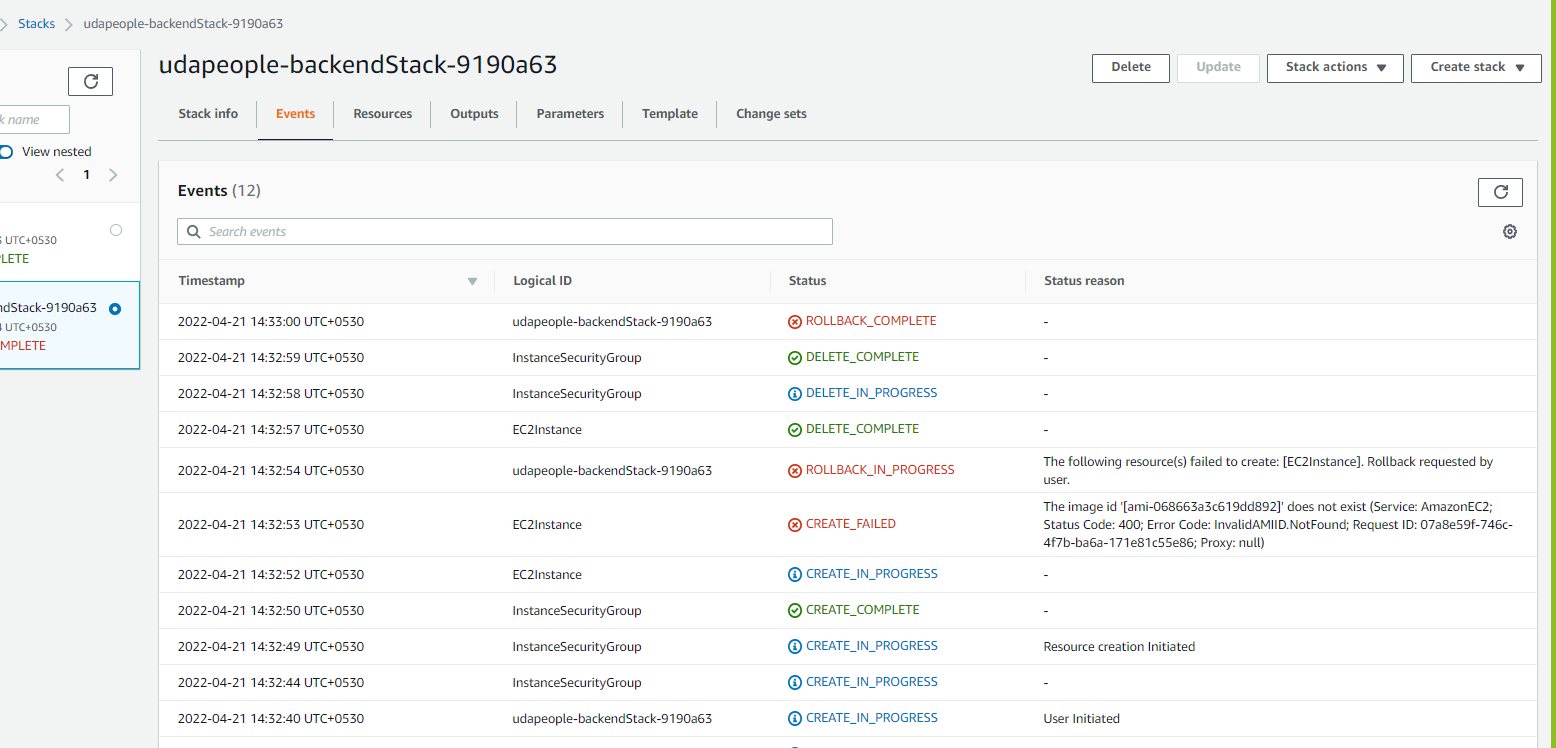 Stacks udapeople-backendStack-9190a63
k name
View nested
1
UTC+0530
LETE
ndStack-9190a63
UTC+0530
MPLETE
udapeople-backendStack-9190a63
Delete Update Stack actions Create stack
Stack info Events Resources Outputs Parameters Template Change sets
Events (12)
Search events
Timestamp Logical ID Status Status reason
2022-04-21 14:33:00 UTC+0530 udapeople-backendStack-9190a63 ROLLBACK_COMPLETE -
2022-04-21 14:32:59 UTC+0530 InstanceSecurityGroup DELETE_COMPLETE -
2022-04-21 14:32:58 UTC+0530 InstanceSecurityGroup DELETE_IN_PROGRESS -
2022-04-21 14:32:57 UTC+0530 EC2Instance DELETE_COMPLETE -
2022-04-21 14:32:54 UTC+0530 udapeople-backendStack-9190a63 ROLLBACK_IN_PROGRESS The following resource(s) failed to create: [EC2Instance]. Rollback requested by
user.
2022-04-21 14:32:53 UTC+0530 EC2Instance CREATE_FAILED The image id '[ami-068663a3c619dd892]' does not exist (Service: AmazonEC2;
Status Code: 400; Error Code: InvalidAMIID.NotFound; Request ID: 07a8e59f-746c-
4f7b-ba6a-171e81c55e86; Proxy: null)
2022-04-21 14:32:52 UTC+0530 EC2Instance CREATE_IN_PROGRESS -
2022-04-21 14:32:50 UTC+0530 InstanceSecurityGroup CREATE_COMPLETE -
2022-04-21 14:32:49 UTC+0530 InstanceSecurityGroup CREATE_IN_PROGRESS Resource creation Initiated
2022-04-21 14:32:44 UTC+0530 InstanceSecurityGroup CREATE_IN_PROGRESS -
2022-04-21 14:32:40 UTC+0530 udapeople-backendStack-9190a63 CREATE_IN_PROGRESS User Initiated